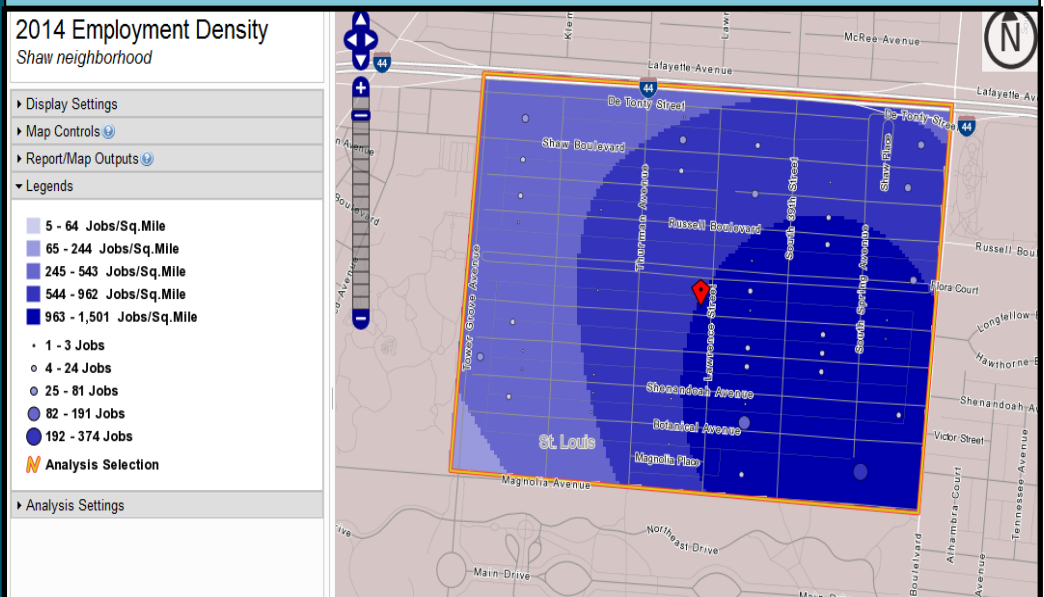 2014 Employment Density
Shaw neighborhood
Display Settings
Map Controls
Report/Map Outputs
Legends
5 - 64 Jobs/Sq.Mile
65 - 244 Jobs/Sq.Mile
245 - 543 Jobs/Sq.Mile
544 - 962 Jobs/Sq.Mile
963 - 1,501 Jobs/Sq.Mile
1 - 3 Jobs
4 - 24 Jobs
25 - 81 Jobs
82 - 191 Jobs
192 - 374 Jobs
Analysis Selection
Analysis Settings
N
McRee Avenue
44
Lafayette Avenue
44
Lafayette Av
De Tonty Street
De Tonty Stree
44
Shaw Boulevard
n Avenue
Shaw Place
Thurman Avenue
South 39th Street
Boulevard
Russell Boulevard
Russell Bou
South Spring Avenue
Tower Grove Avenue
Flora Court
Lawrence Street
Longfellow
Hawthorne
Shenandoah Avenue
Shenandoah A
Botanical Avenue
Victor Street
St. Louis
Magnolia Place
Magnolia Avenue
Northeast Drive
Main Drive
Boulelvard
Alhambra Court
Tennessee Avenue
Avenue